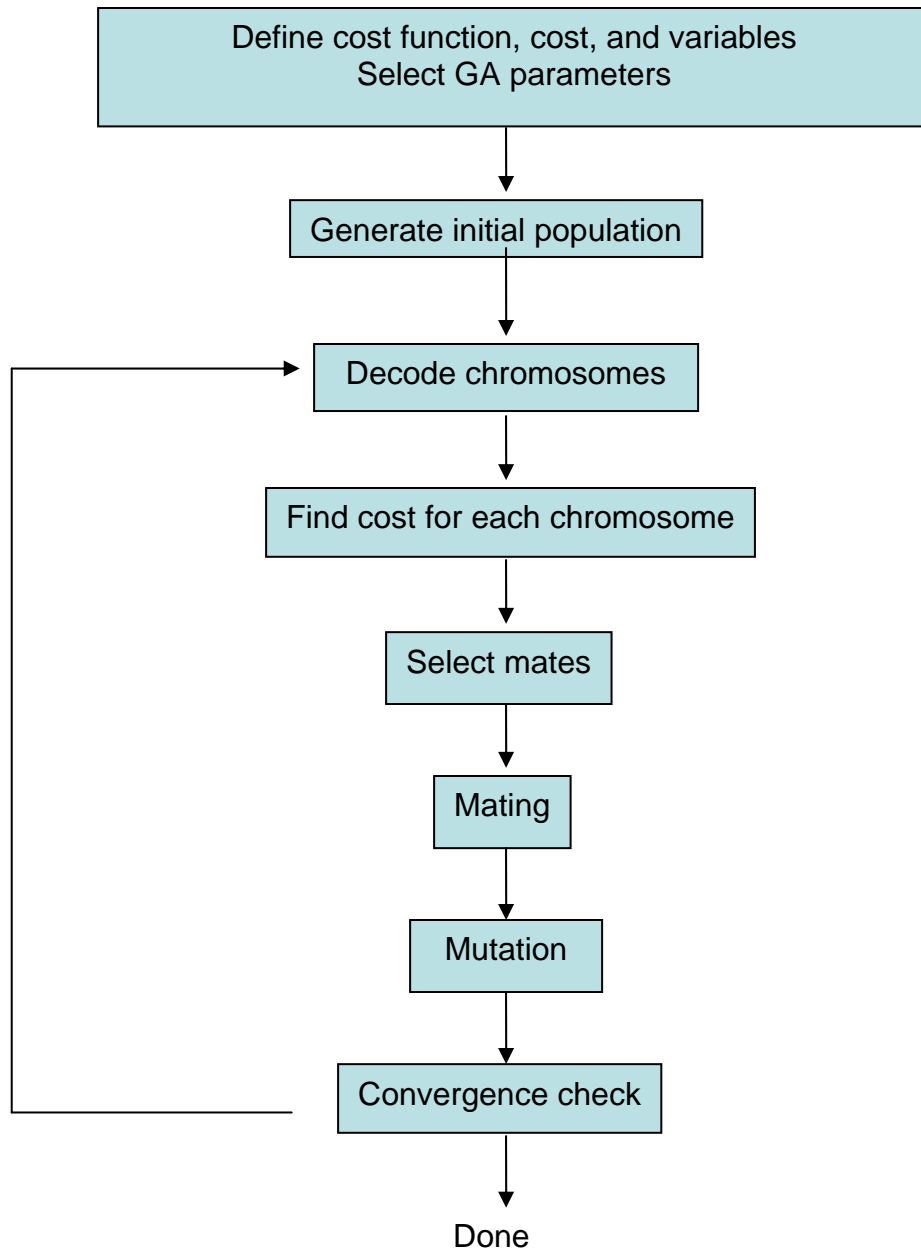 Define cost function, cost, and variables
Select GA parameters
Generate initial population
Decode chromosomes
Find cost for each chromosome
Select mates
Mating
Mutation
Convergence check
Done